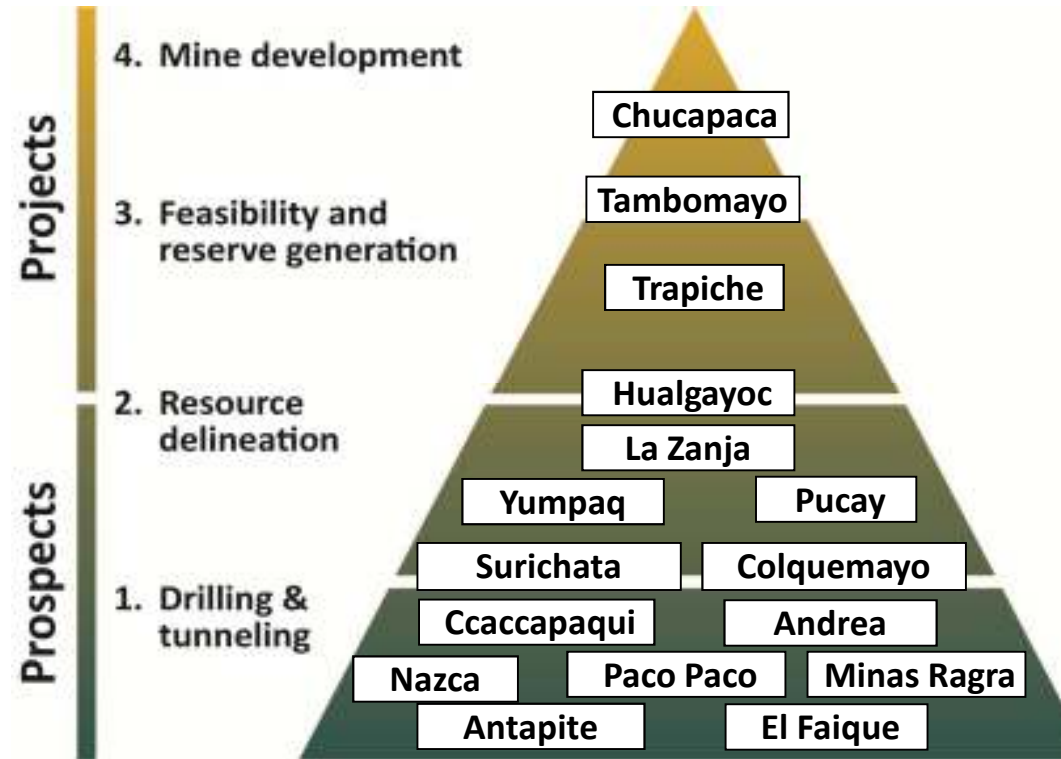 Projects
4. Mine development
3. Feasibility and
reserve generation
Prospects
2. Resource
delineation
1. Drilling &
tunneling
Chucapaca
Tambomayo
Trapiche
Hualgayoc
La Zanja
Yumpaq
Pucay
Surichata
Colquemayo
Ccaccapaqui
Andrea
Nazca
Paco Paco
Minas Ragra
Antapite
El Faique